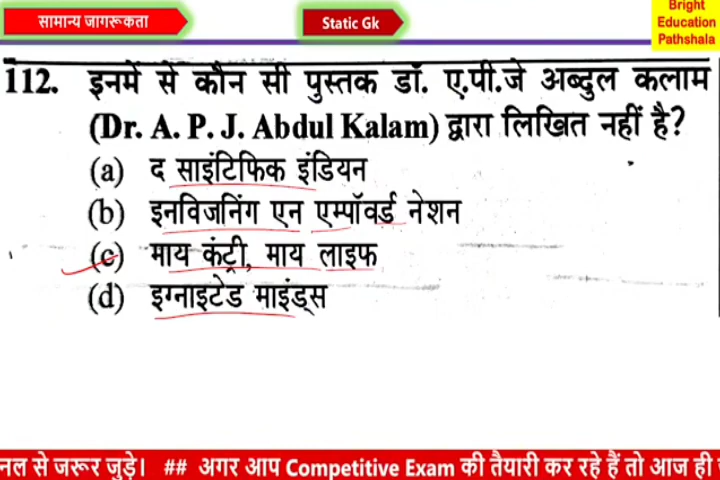 सामान्य जागरूकता
Static Gk
Bright
Education
Pathshala
112. इनमें से कौन सी पुस्तक डॉ. ए.पी.जे अब्दुल कलाम
(Dr. A. P. J. Abdul Kalam) द्वारा लिखित नहीं है?
(a) द साइंटिफिक इंडियन
(b) इनविजनिंग एन एम्पॉवर्ड नेशन
(c) माय कंट्री, माय लाइफ
(d) इग्नाइटेड माइंड्स
नल से जरूर जुड़े। ## अगर आप Competitive Exam की तैयारी कर रहे हैं तो आज ही